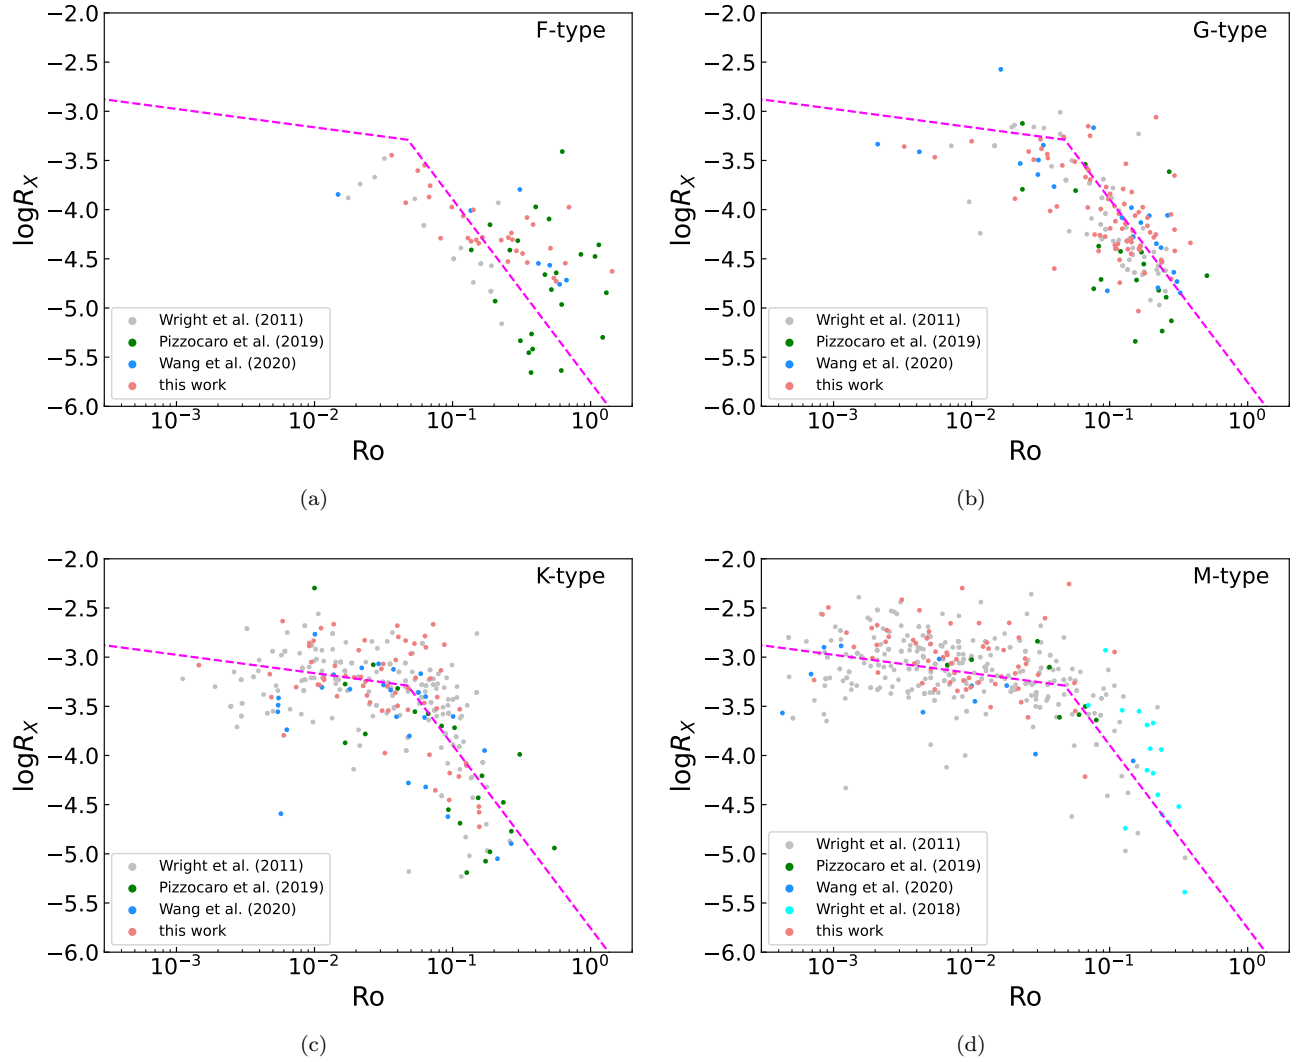 F-type
−2.0
−2.5
−3.0
−3.5
−4.0
−4.5
−5.0
−5.5
−6.0
logR_X
Wright et al. (2011)
Pizzocaro et al. (2019)
Wang et al. (2020)
this work
10^−3 10^−2 10^−1 10^0
Ro
(a)
G-type
−2.0
−2.5
−3.0
−3.5
−4.0
−4.5
−5.0
−5.5
−6.0
logR_X
Wright et al. (2011)
Pizzocaro et al. (2019)
Wang et al. (2020)
this work
10^−3 10^−2 10^−1 10^0
Ro
(b)
K-type
−2.0
−2.5
−3.0
−3.5
−4.0
−4.5
−5.0
−5.5
−6.0
logR_X
Wright et al. (2011)
Pizzocaro et al. (2019)
Wang et al. (2020)
this work
10^−3 10^−2 10^−1 10^0
Ro
(c)
M-type
−2.0
−2.5
−3.0
−3.5
−4.0
−4.5
−5.0
−5.5
−6.0
logR_X
Wright et al. (2011)
Pizzocaro et al. (2019)
Wang et al. (2020)
Wright et al. (2018)
this work
10^−3 10^−2 10^−1 10^0
Ro
(d)